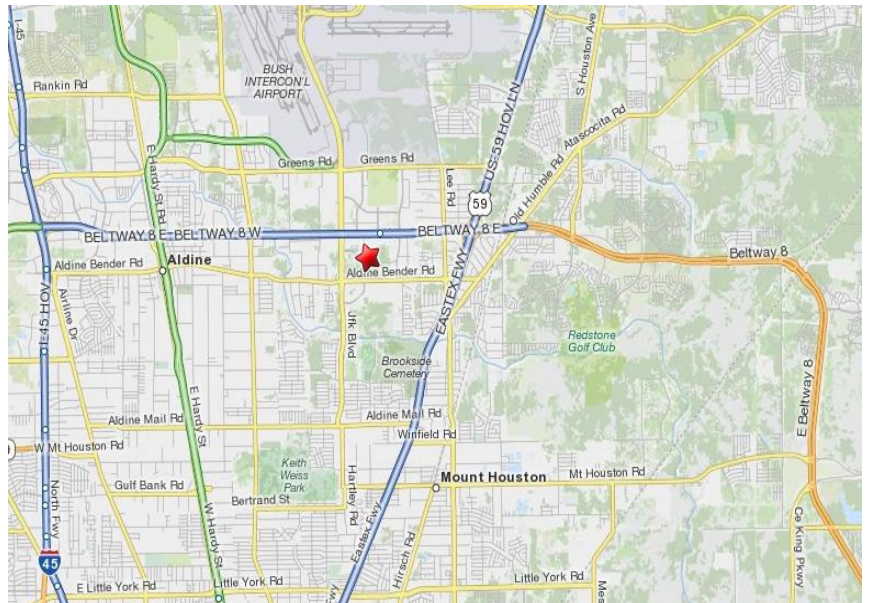 I-45
BUSH
INTERCON'L
AIRPORT
US-59 HOV LN
S Houston Ave
Rankin Rd
Atascocita Rd
E Hardy St Rd
Greens Rd
Greens Rd
Lee Rd
Old Humble Rd
59
BELTWAY 8 E
BELTWAY 8 W
BELTWAY 8 E
Beltway 8
Aldine Bender Rd
Aldine
Aldine Bender Rd
I-45 HOV
Airline Dr
EASTEX FWY
Jfk Blvd
Redstone
Golf Club
Brookside
Cemetery
E Hardy St
E Beltway 8
Aldine Mail Rd
Aldine Mail Rd
W Mt Houston Rd
Winfield Rd
Keith
Weiss
Park
Mount Houston
Mt Houston Rd
Gulf Bank Rd
Hartley Rd
Bertrand St
North Fwy
W Hardy St
Eastex Fwy
Hirsch Rd
Ce King Pkwy
45
E Little York Rd
Little York Rd
Fwy
Little York Rd
Mes